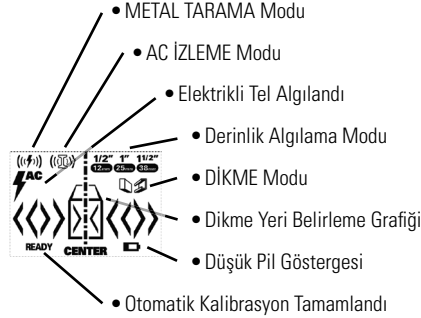 • METAL TARAMA Modu
• AC İZLEME Modu
• Elektrikli Tel Algılandı
• Derinlik Algılama Modu
1/2" 1" 1 1/2"
12mm 25mm 38mm
AC
• DİKME Modu
• Dikme Yeri Belirleme Grafiği
READY CENTER
• Düşük Pil Göstergesi
• Otomatik Kalibrasyon Tamamlandı